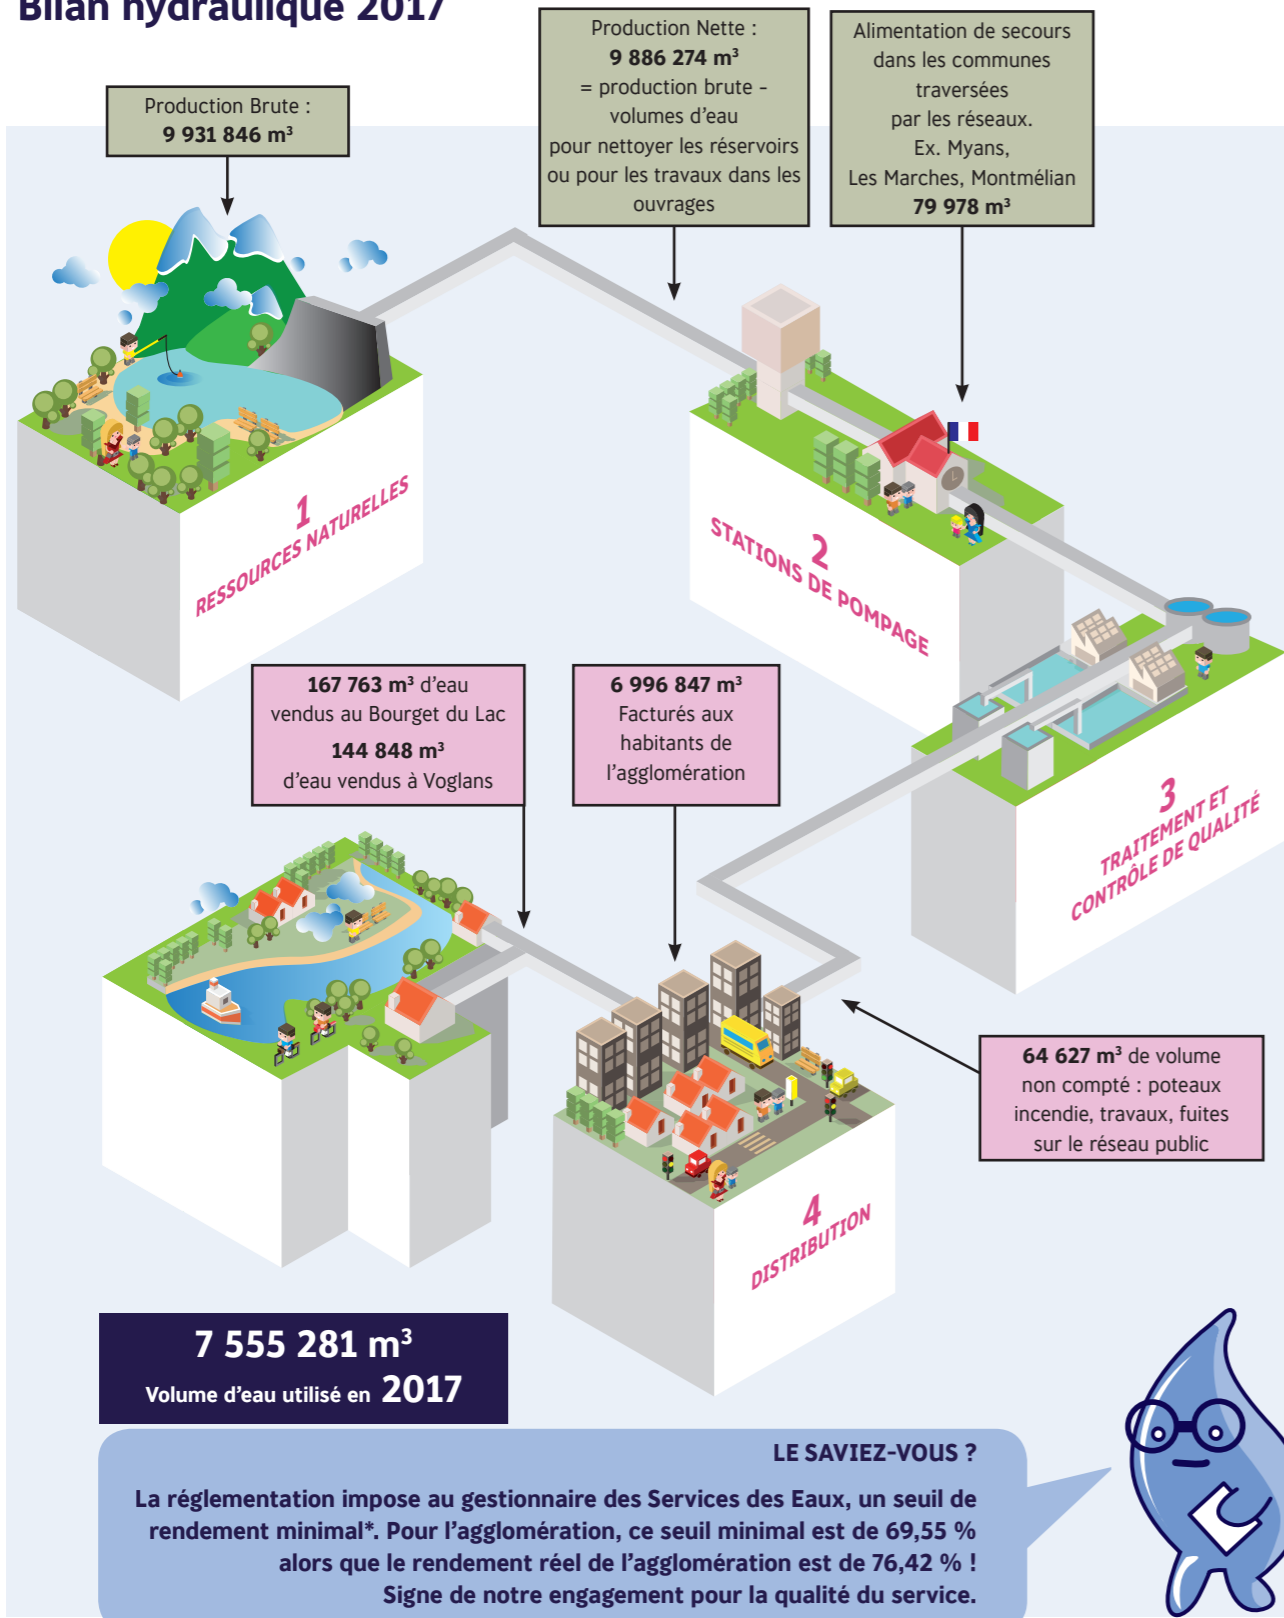 Bilan hydraulique 2017
Production Brute :
9 931 846 m³
Production Nette :
9 886 274 m³
= production brute -
volumes d'eau
pour nettoyer les réservoirs
ou pour les travaux dans les
ouvrages
Alimentation de secours
dans les communes
traversées
par les réseaux.
Ex. Myans,
Les Marches, Montmélian
79 978 m³
1
RESSOURCES NATURELLES
2
STATIONS DE POMPAGE
3
TRAITEMENT ET
CONTRÔLE DE QUALITÉ
167 763 m³ d'eau
vendus au Bourget du Lac
144 848 m³
d'eau vendus à Voglans
6 996 847 m³
Facturés aux
habitants de
l'agglomération
64 627 m³ de volume
non compté : poteaux
incendie, travaux, fuites
sur le réseau public
4
DISTRIBUTION
7 555 281 m³
Volume d'eau utilisé en 2017
LE SAVIEZ-VOUS ?
La réglementation impose au gestionnaire des Services des Eaux, un seuil de
rendement minimal*. Pour l'agglomération, ce seuil minimal est de 69,55 %
alors que le rendement réel de l'agglomération est de 76,42 % !
Signe de notre engagement pour la qualité du service.